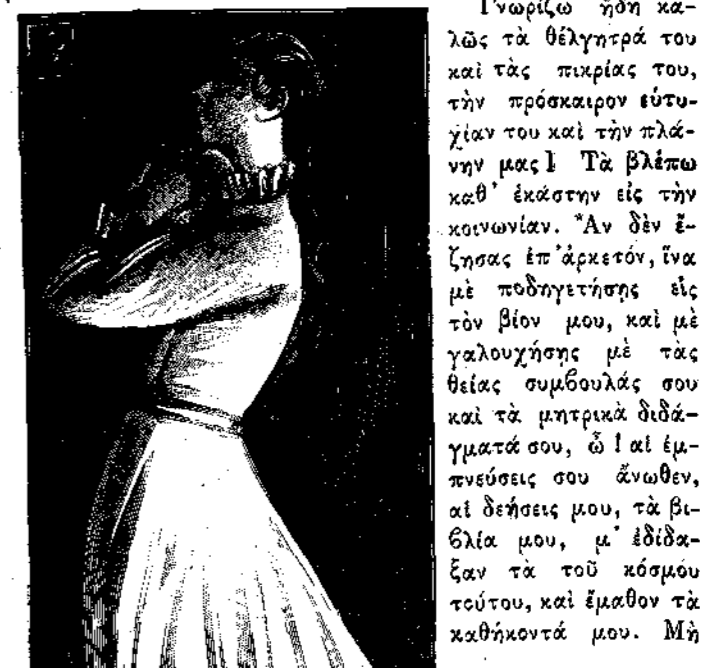 Γνωρίζω ἤδη κα-
λῶς τὰ θέλγητρά του
καὶ τὰς πικρίας του,
τὴν πρόσκαιρον εὐτυ-
χίαν του καὶ τὴν πλά-
νην μας! Τὰ βλέπω
καθ' ἑκάστην εἰς τὴν
κοινωνίαν. Ἂν δὲν ἔ-
ζησας ἐπ' ἀρκετόν, ἵνα
μὲ ποδηγετήσῃς εἰς
τὸν βίον μου, καὶ μὲ
γαλουχήσῃς μὲ τὰς
θείας συμβουλάς σου
καὶ τὰ μητρικὰ διδά-
γματά σου, ὢ! αἱ ἐμ-
πνεύσεις σου ἄνωθεν,
αἱ δεήσεις μου, τὰ βι-
βλία μου, μ' ἐδίδα-
ξαν τὰ τοῦ κόσμου
τούτου, καὶ ἔμαθον τὰ
καθήκοντά μου. Μὴ